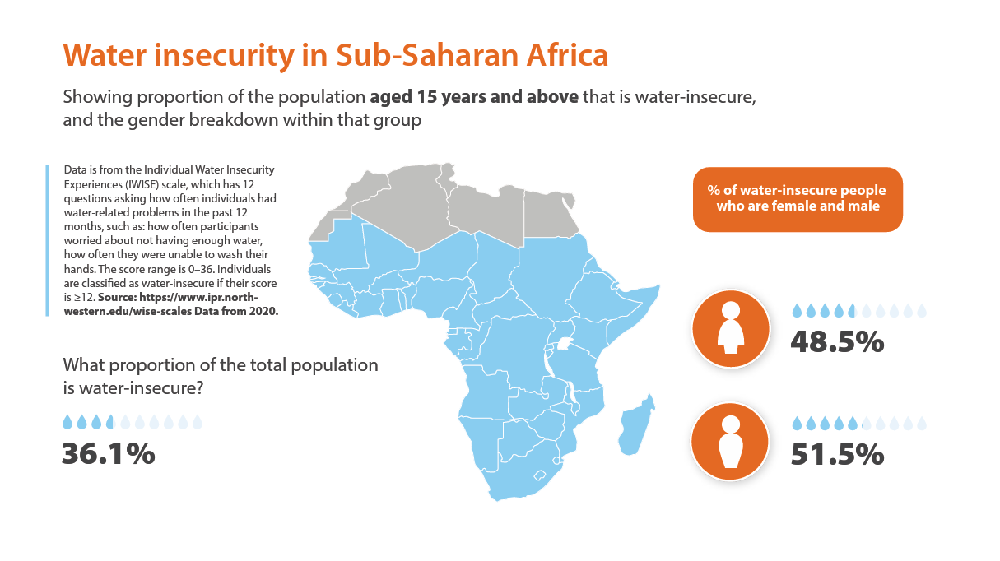 Water insecurity in Sub-Saharan Africa
Showing proportion of the population aged 15 years and above that is water-insecure,
and the gender breakdown within that group
Data is from the Individual Water Insecurity
Experiences (IWISE) scale, which has 12
questions asking how often individuals had
water-related problems in the past 12
months, such as: how often participants
worried about not having enough water,
how often they were unable to wash their
hands. The score range is 0–36. Individuals
are classified as water-insecure if their score
is ≥12. Source: https://www.ipr.north-
western.edu/wise-scales Data from 2020.
What proportion of the total population
is water-insecure?
36.1%
% of water-insecure people
who are female and male
48.5%
51.5%